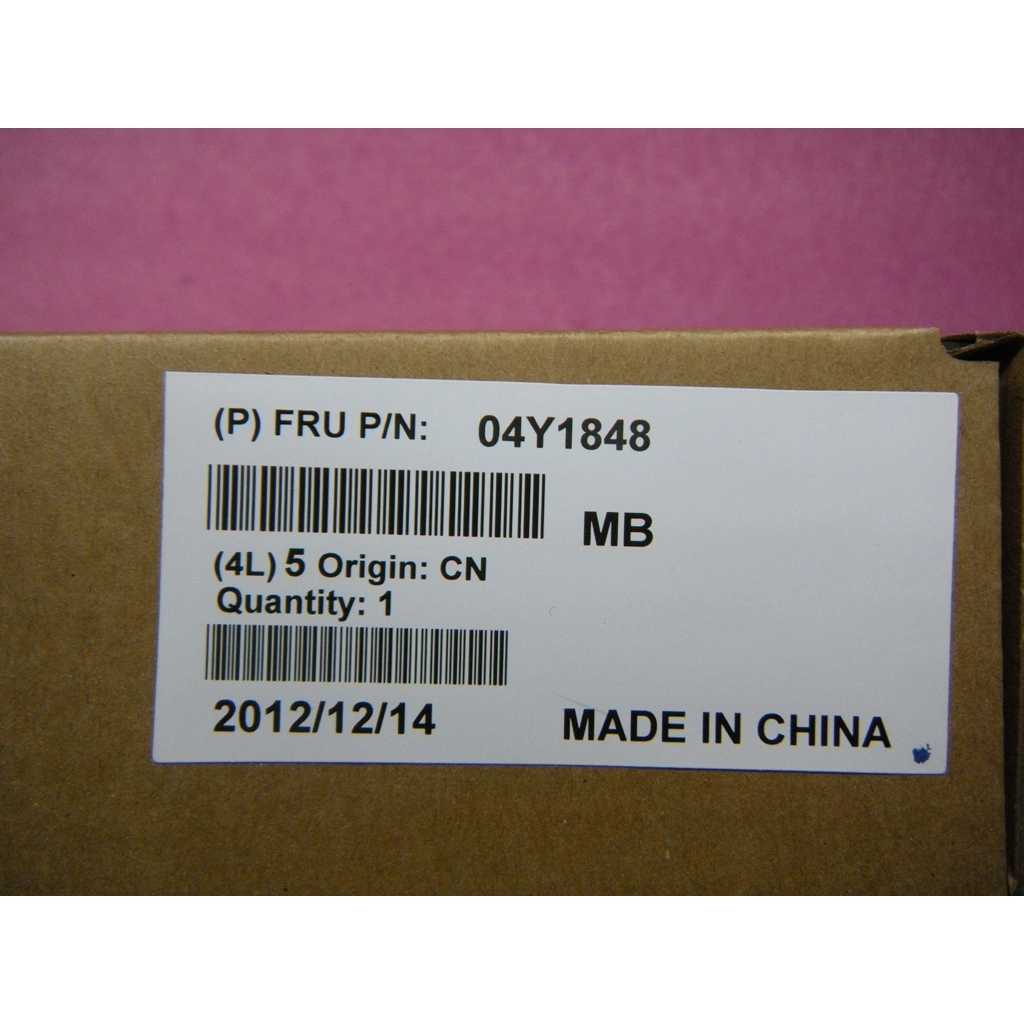 (P) FRU P/N: 04Y1848
MB
(4L) 5 Origin: CN
Quantity: 1
2012/12/14 MADE IN CHINA